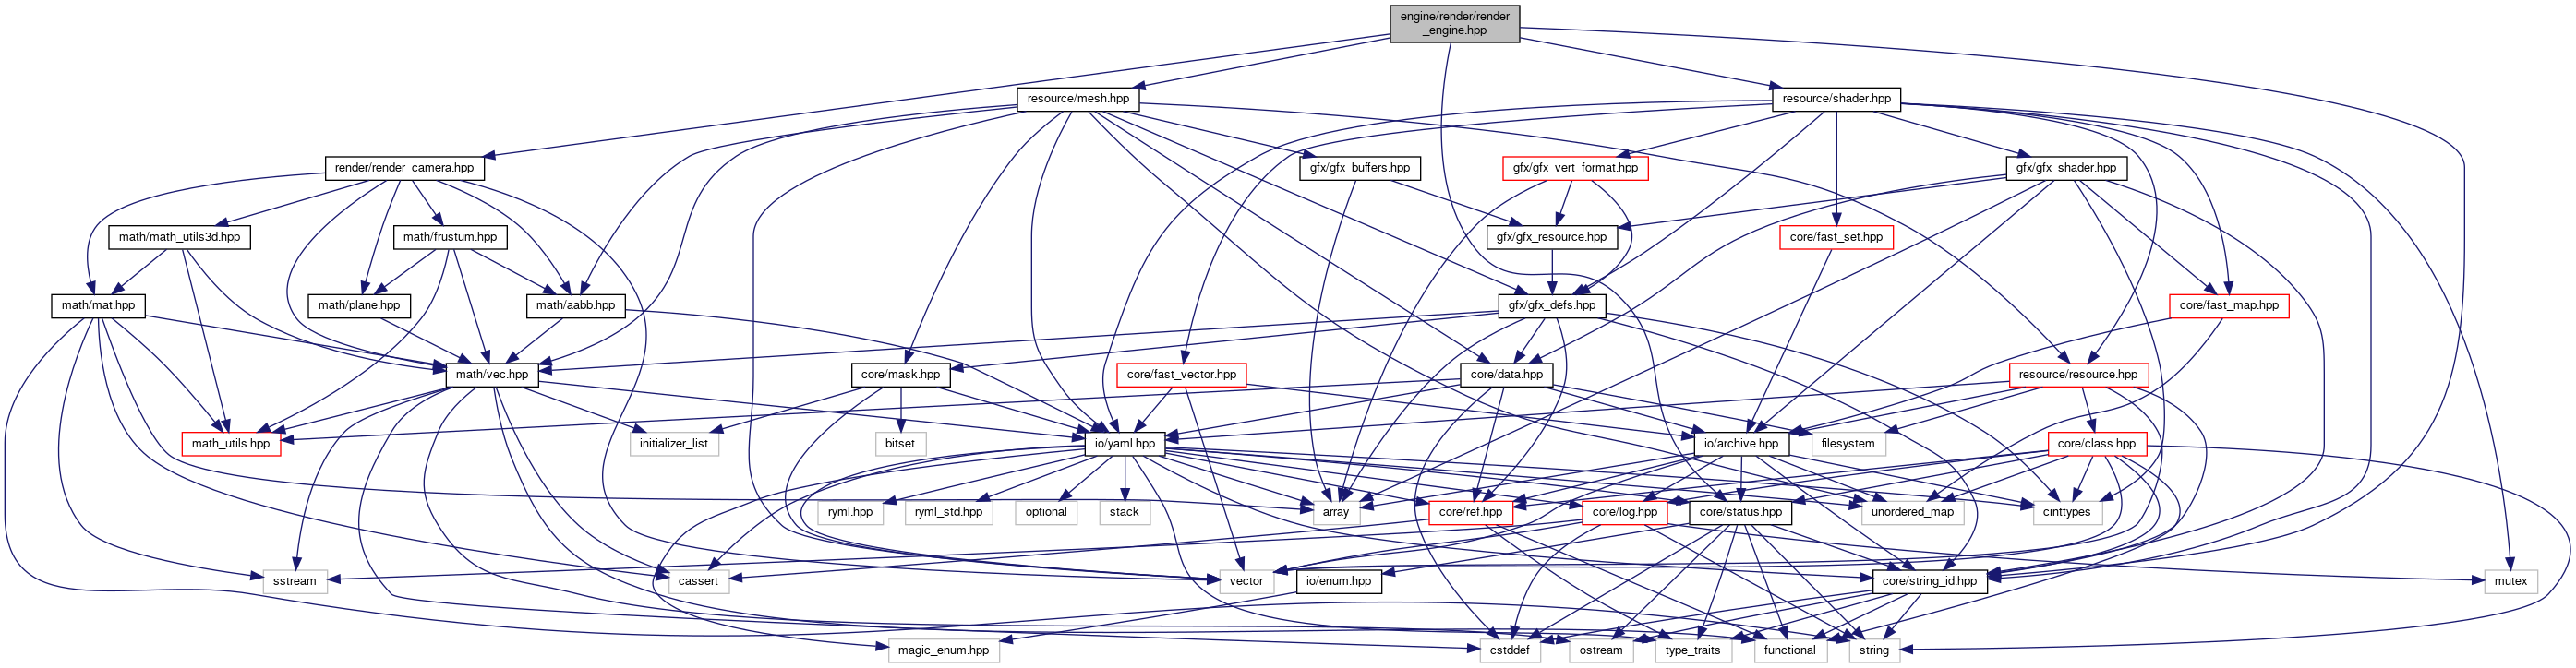 engine/render/render
_engine.hpp
resource/mesh.hpp
resource/shader.hpp
render/render_camera.hpp
gfx/gfx_buffers.hpp
gfx/gfx_vert_format.hpp
gfx/gfx_shader.hpp
math/math_utils3d.hpp
math/frustum.hpp
gfx/gfx_resource.hpp
core/fast_set.hpp
math/mat.hpp
math/plane.hpp
math/aabb.hpp
gfx/gfx_defs.hpp
core/fast_map.hpp
math/vec.hpp
core/mask.hpp
core/fast_vector.hpp
core/data.hpp
resource/resource.hpp
math_utils.hpp
initializer_list
bitset
io/yaml.hpp
io/archive.hpp
filesystem
core/class.hpp
ryml.hpp
ryml_std.hpp
optional
stack
array
core/ref.hpp
core/log.hpp
core/status.hpp
unordered_map
cinttypes
sstream
cassert
vector
io/enum.hpp
core/string_id.hpp
mutex
magic_enum.hpp
cstddef
ostream
type_traits
functional
string